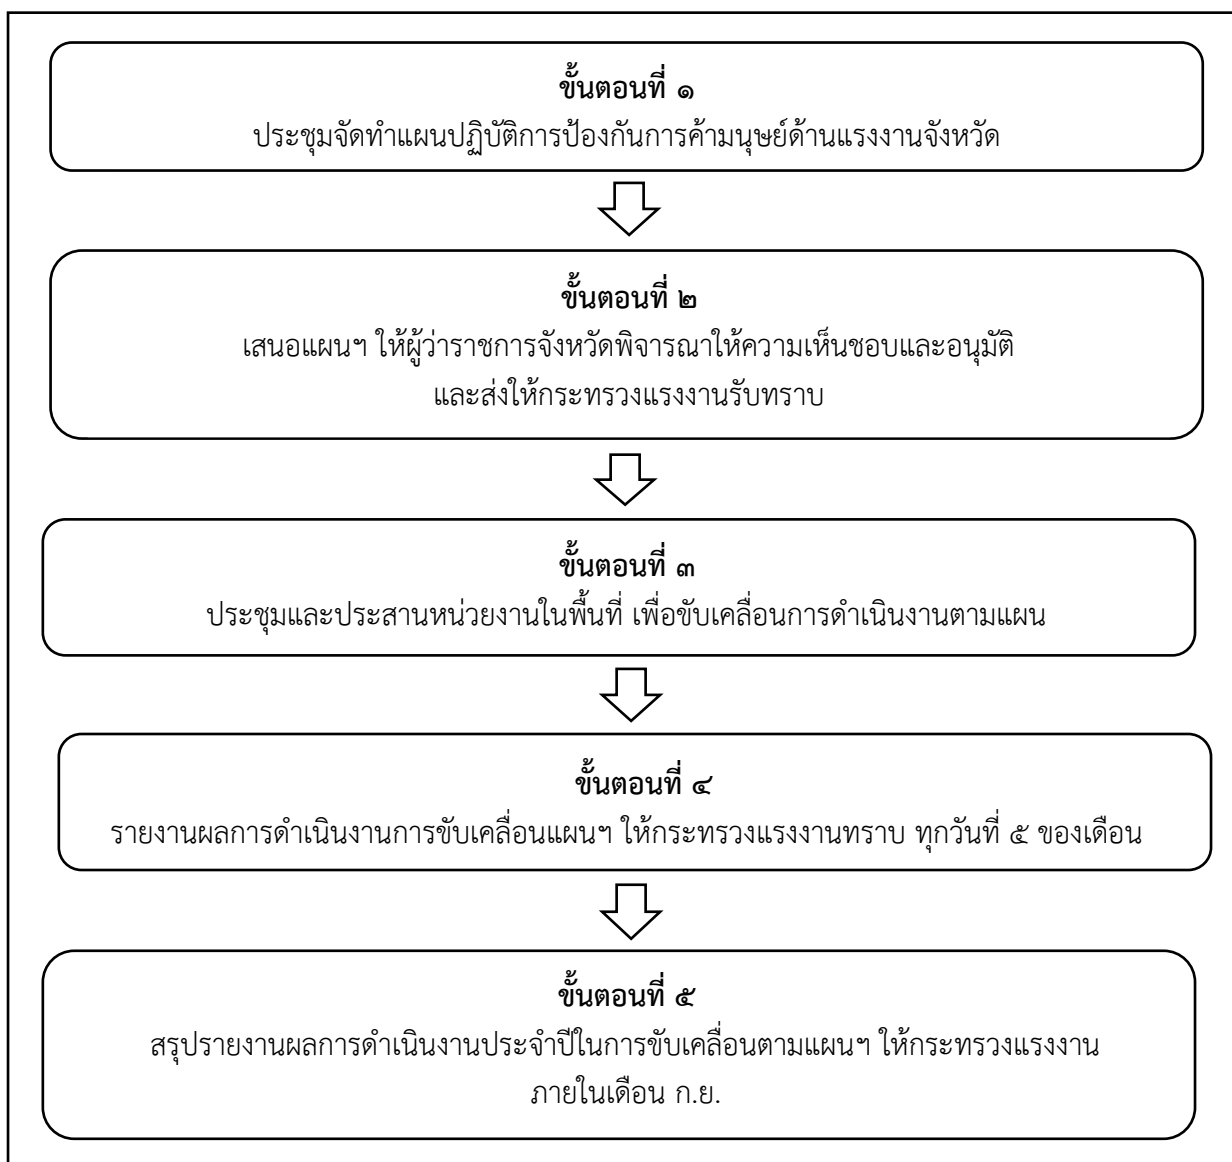 ขั้นตอนที่ ๑
ประชุมจัดทำแผนปฏิบัติการป้องกันการค้ามนุษย์ด้านแรงงานจังหวัด
ขั้นตอนที่ ๒
เสนอแผนฯ ให้ผู้ว่าราชการจังหวัดพิจารณาให้ความเห็นชอบและอนุมัติ
และส่งให้กระทรวงแรงงานรับทราบ
ขั้นตอนที่ ๓
ประชุมและประสานหน่วยงานในพื้นที่ เพื่อขับเคลื่อนการดำเนินงานตามแผน
ขั้นตอนที่ ๔
รายงานผลการดำเนินงานการขับเคลื่อนแผนฯ ให้กระทรวงแรงงานทราบ ทุกวันที่ ๕ ของเดือน
ขั้นตอนที่ ๕
สรุปรายงานผลการดำเนินงานประจำปีในการขับเคลื่อนตามแผนฯ ให้กระทรวงแรงงาน
ภายในเดือน ก.ย.